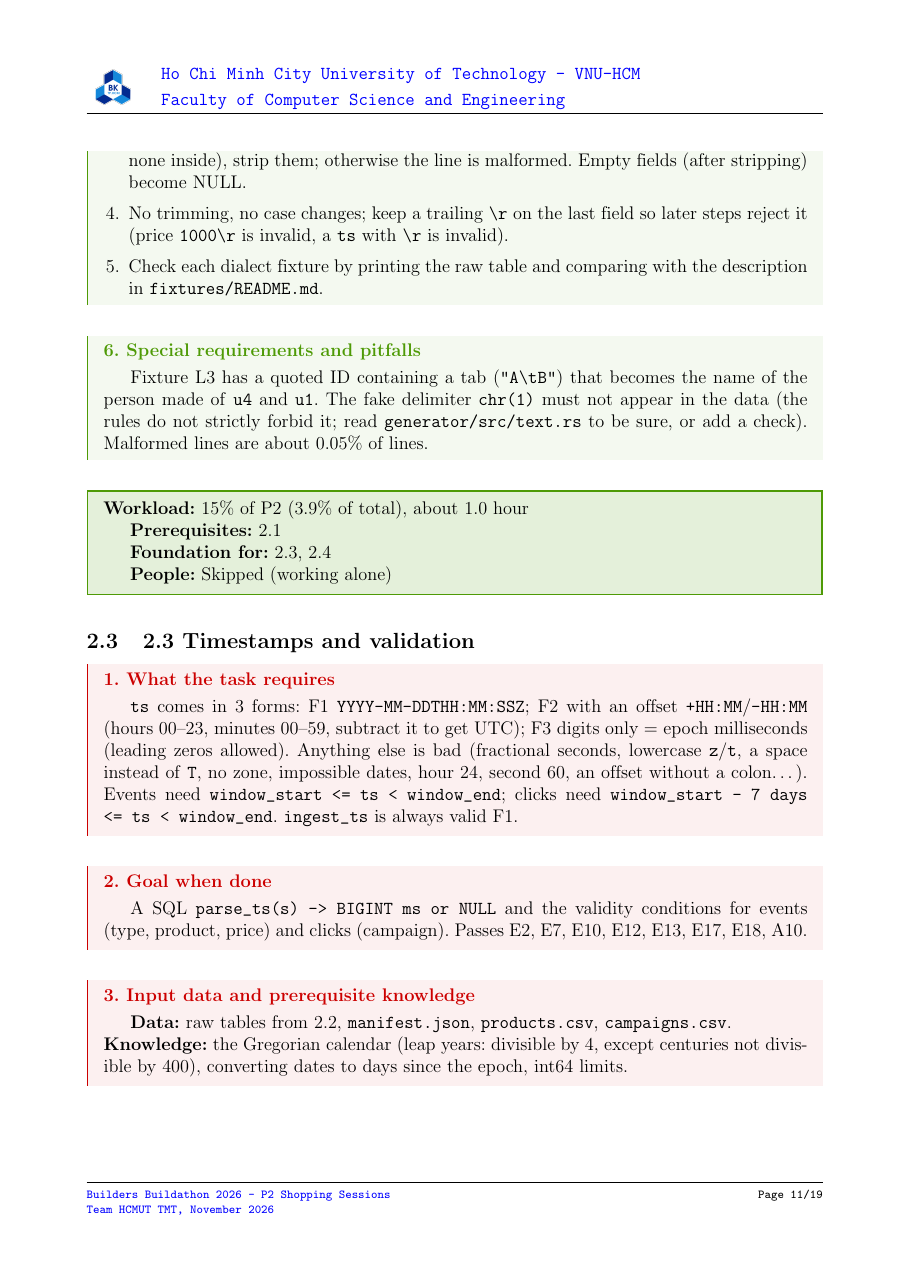 Ho Chi Minh City University of Technology - VNU-HCM
Faculty of Computer Science and Engineering
BK
none inside), strip them; otherwise the line is malformed. Empty fields (after stripping)
become NULL.
4. No trimming, no case changes; keep a trailing \r on the last field so later steps reject it
(price 1000\r is invalid, a ts with \r is invalid).
5. Check each dialect fixture by printing the raw table and comparing with the description
in fixtures/README.md.
6. Special requirements and pitfalls
Fixture L3 has a quoted ID containing a tab ("A\tB") that becomes the name of the
person made of u4 and u1. The fake delimiter chr(1) must not appear in the data (the
rules do not strictly forbid it; read generator/src/text.rs to be sure, or add a check).
Malformed lines are about 0.05% of lines.
Workload: 15% of P2 (3.9% of total), about 1.0 hour
Prerequisites: 2.1
Foundation for: 2.3, 2.4
People: Skipped (working alone)
2.3 2.3 Timestamps and validation
1. What the task requires
ts comes in 3 forms: F1 YYYY-MM-DDTHH:MM:SSZ; F2 with an offset +HH:MM/-HH:MM
(hours 00–23, minutes 00–59, subtract it to get UTC); F3 digits only = epoch milliseconds
(leading zeros allowed). Anything else is bad (fractional seconds, lowercase z/t, a space
instead of T, no zone, impossible dates, hour 24, second 60, an offset without a colon...).
Events need window_start <= ts < window_end; clicks need window_start - 7 days
<= ts < window_end. ingest_ts is always valid F1.
2. Goal when done
A SQL parse_ts(s) -> BIGINT ms or NULL and the validity conditions for events
(type, product, price) and clicks (campaign). Passes E2, E7, E10, E12, E13, E17, E18, A10.
3. Input data and prerequisite knowledge
Data: raw tables from 2.2, manifest.json, products.csv, campaigns.csv.
Knowledge: the Gregorian calendar (leap years: divisible by 4, except centuries not divis-
ible by 400), converting dates to days since the epoch, int64 limits.
Builders Buildathon 2026 - P2 Shopping Sessions
Page 11/19
Team HCMUT TMT, November 2026